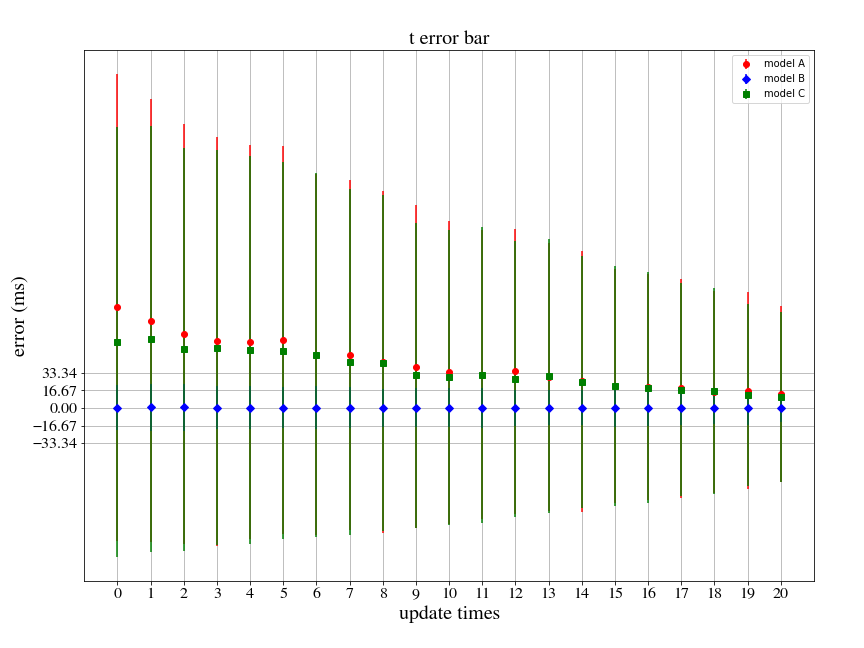 t error bar
model A
model B
model C
error (ms)
33.34
16.67
0.00
−16.67
−33.34
0 1 2 3 4 5 6 7 8 9 10 11 12 13 14 15 16 17 18 19 20
update times